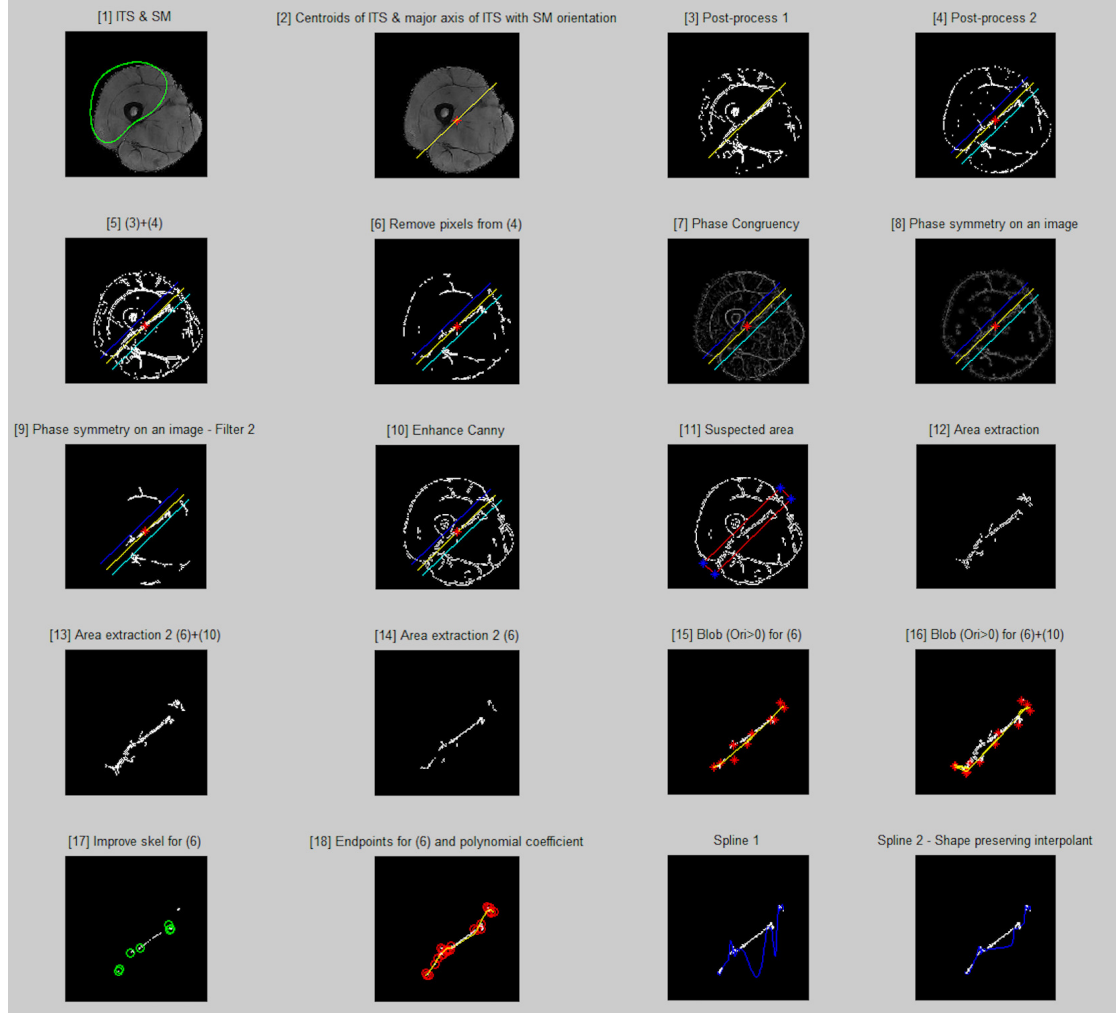 [1] ITS & SM
[2] Centroids of ITS & major axis of ITS with SM orientation
[3] Post-process 1
[4] Post-process 2
[5] (3)+(4)
[6] Remove pixels from (4)
[7] Phase Congruency
[8] Phase symmetry on an image
[9] Phase symmetry on an image - Filter 2
[10] Enhance Canny
[11] Suspected area
[12] Area extraction
[13] Area extraction 2 (6)+(10)
[14] Area extraction 2 (6)
[15] Blob (Ori>0) for (6)
[16] Blob (Ori>0) for (6)+(10)
[17] Improve skel for (6)
[18] Endpoints for (6) and polynomial coefficient
Spline 1
Spline 2 - Shape preserving interpolant